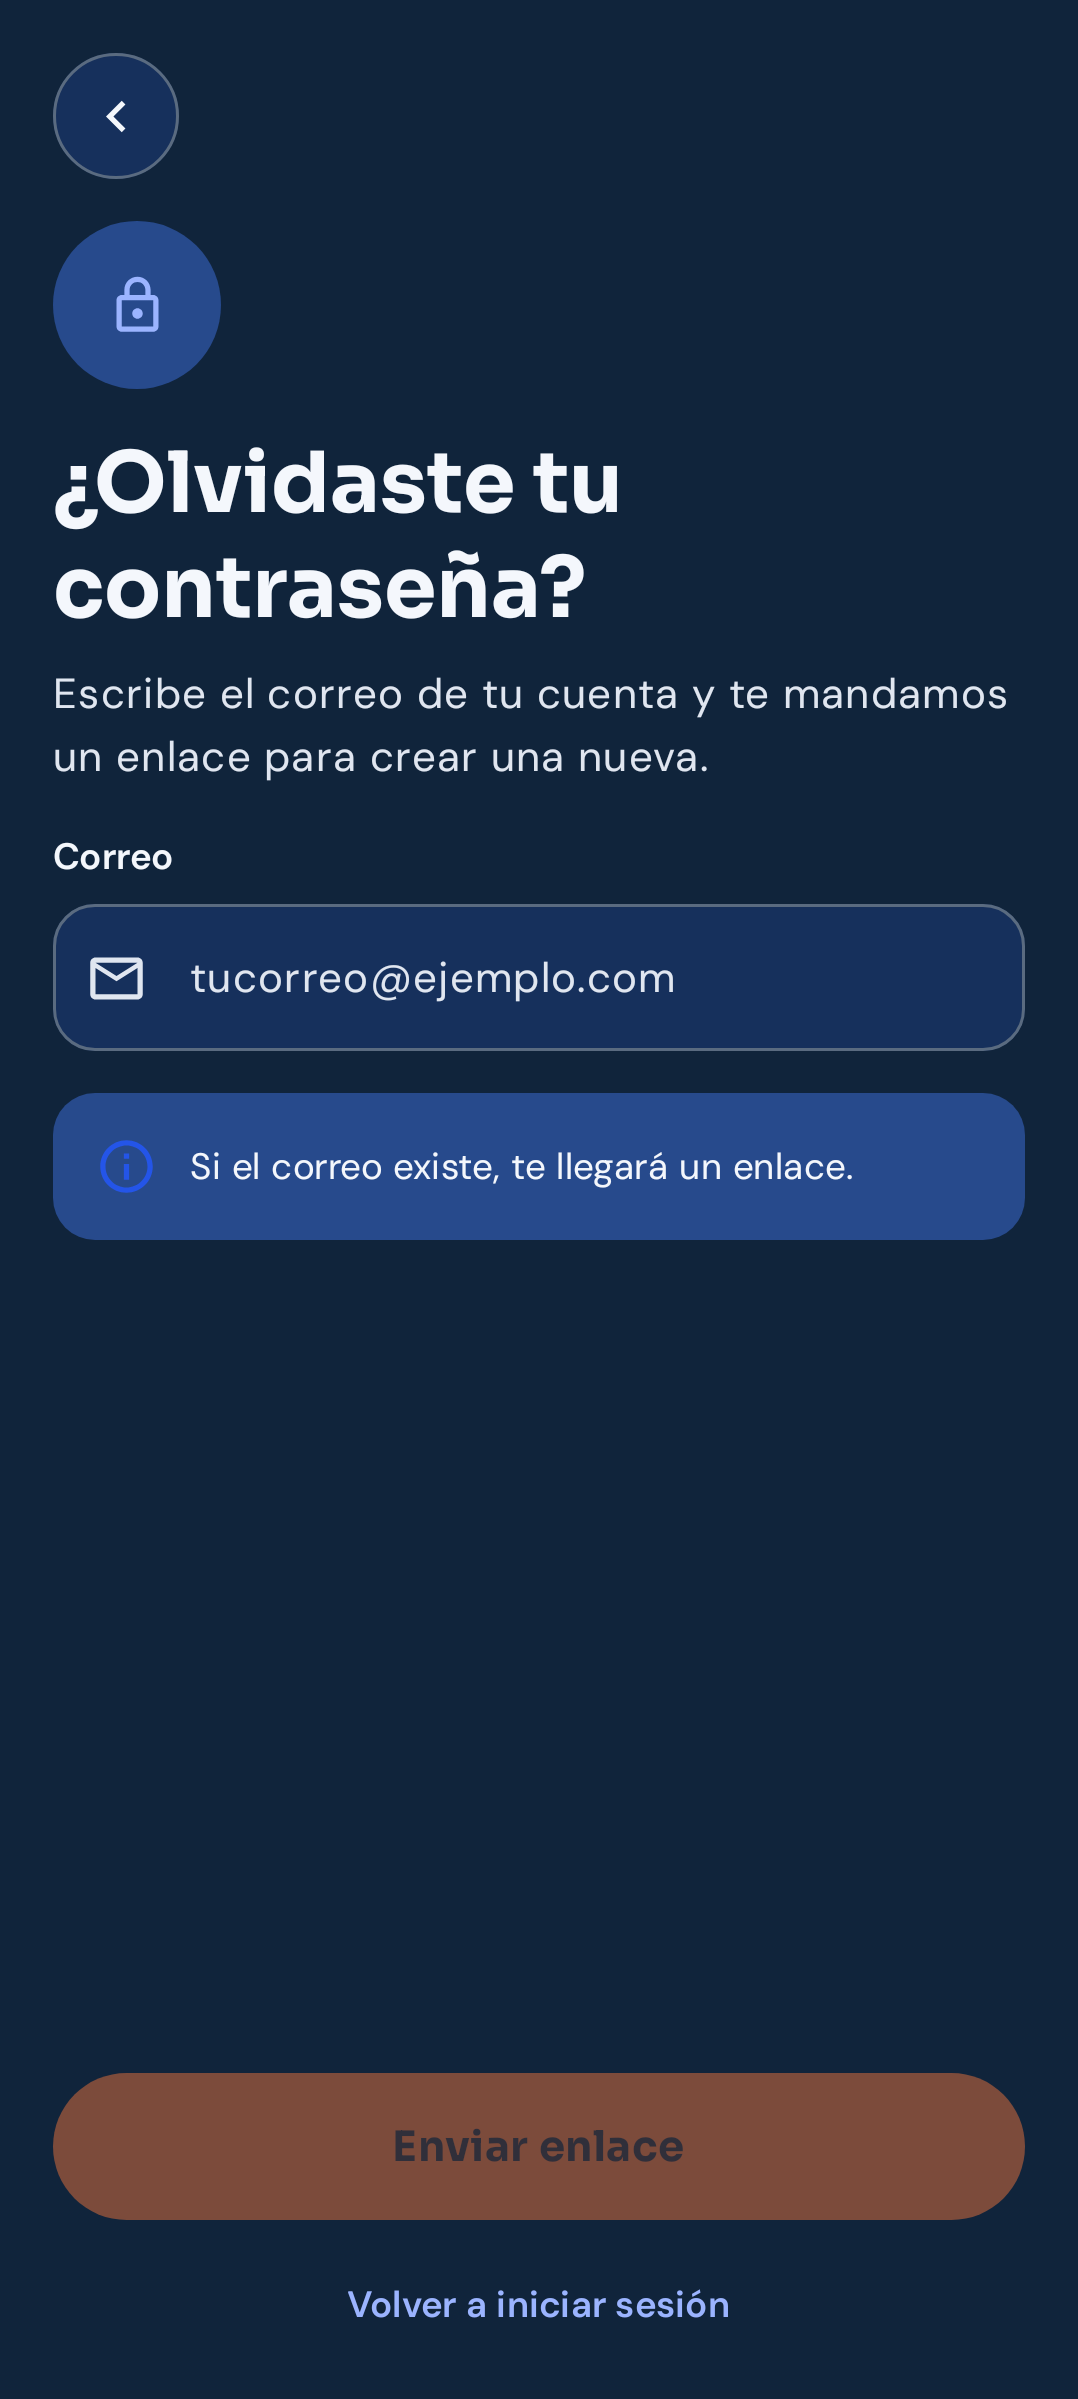 ¿Olvidaste tu
contraseña?
Escribe el correo de tu cuenta y te mandamos
un enlace para crear una nueva.
Correo
tucorreo@ejemplo.com
Si el correo existe, te llegará un enlace.
Enviar enlace
Volver a iniciar sesión